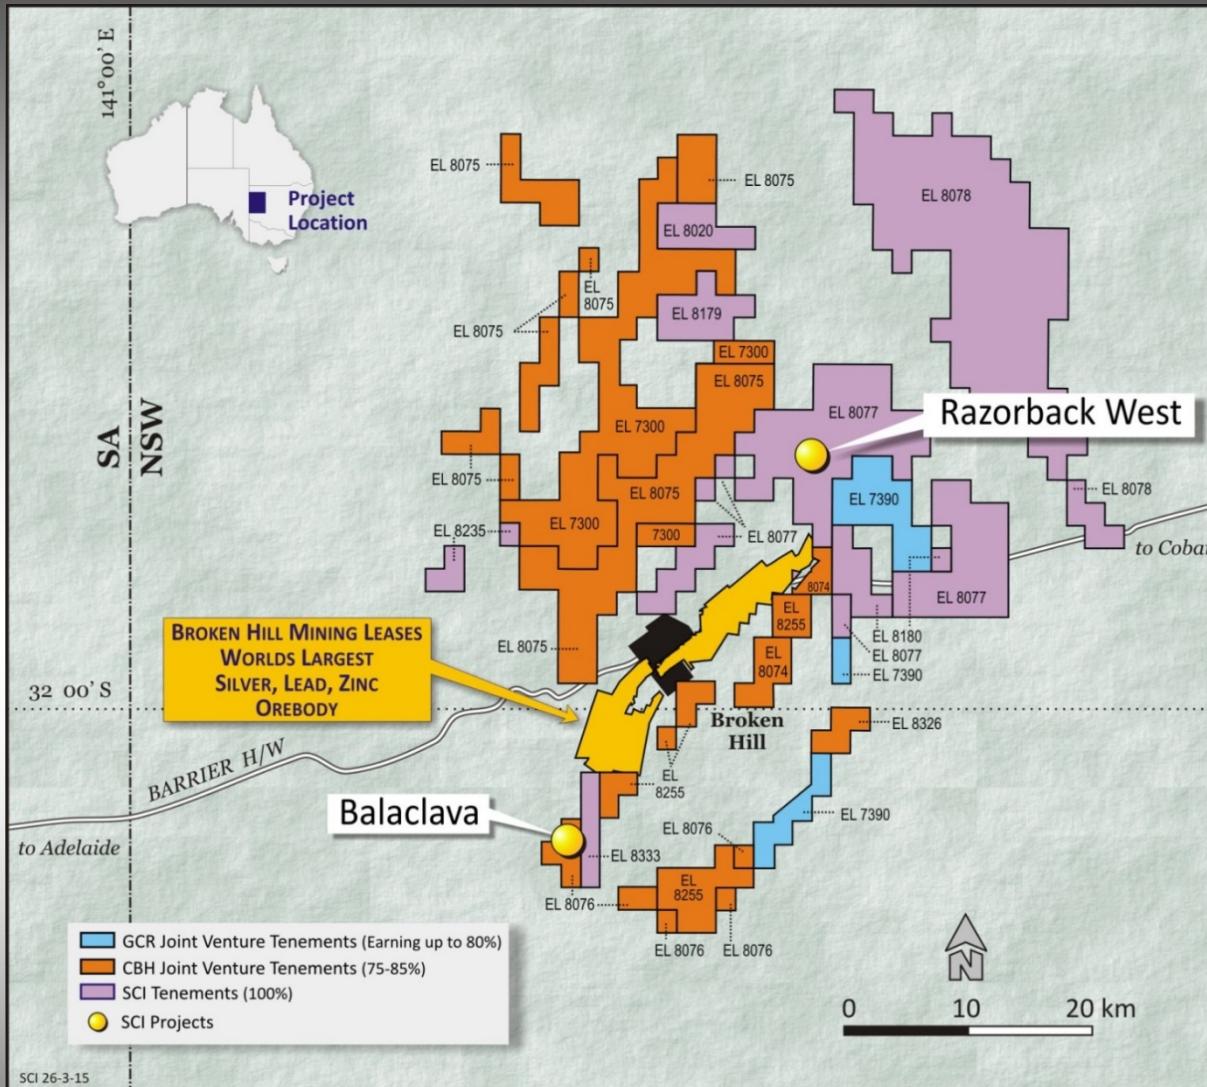 141°00' E
Project
Location
SA
NSW
EL 8075
EL 8075
EL 8078
EL 8020
EL
8075
EL 8179
EL 8075
EL 7300
EL 8075
EL 8077
Razorback West
EL 7300
EL 8075
EL 8075
EL 7390
EL 8078
EL 8235
EL 7300
7300
EL 8077
to Cobar
8074
EL 8077
EL
8255
EL 8180
BROKEN HILL MINING LEASES
WORLDS LARGEST
SILVER, LEAD, ZINC
OREBODY
EL 8075
EL
8074
EL 8077
EL 7390
32 00' S
Broken
Hill
EL 8326
BARRIER H/W
EL
8255
Balaclava
EL 7390
to Adelaide
EL 8076
EL 8333
EL
8255
EL 8076
EL 8076
EL 8076
GCR Joint Venture Tenements (Earning up to 80%)
CBH Joint Venture Tenements (75-85%)
SCI Tenements (100%)
SCI Projects
N
0 10 20 km
SCI 26-3-15